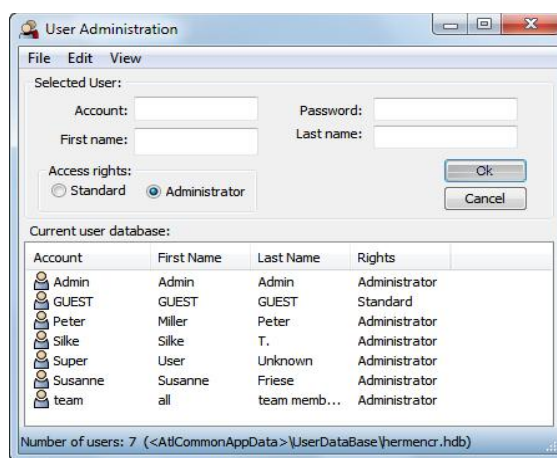 User Administration
File Edit View
Selected User:
Account: Password:
First name: Last name:
Access rights:
Standard Administrator
Ok
Cancel
Current user database:
Account First Name Last Name Rights
Admin Admin Admin Administrator
GUEST GUEST GUEST Standard
Peter Miller Peter Administrator
Silke Silke T. Administrator
Super User Unknown Administrator
Susanne Susanne Friese Administrator
team all team memb... Administrator
Number of users: 7 (<AtlCommonAppData>\UserDataBase\hermencr.hdb)